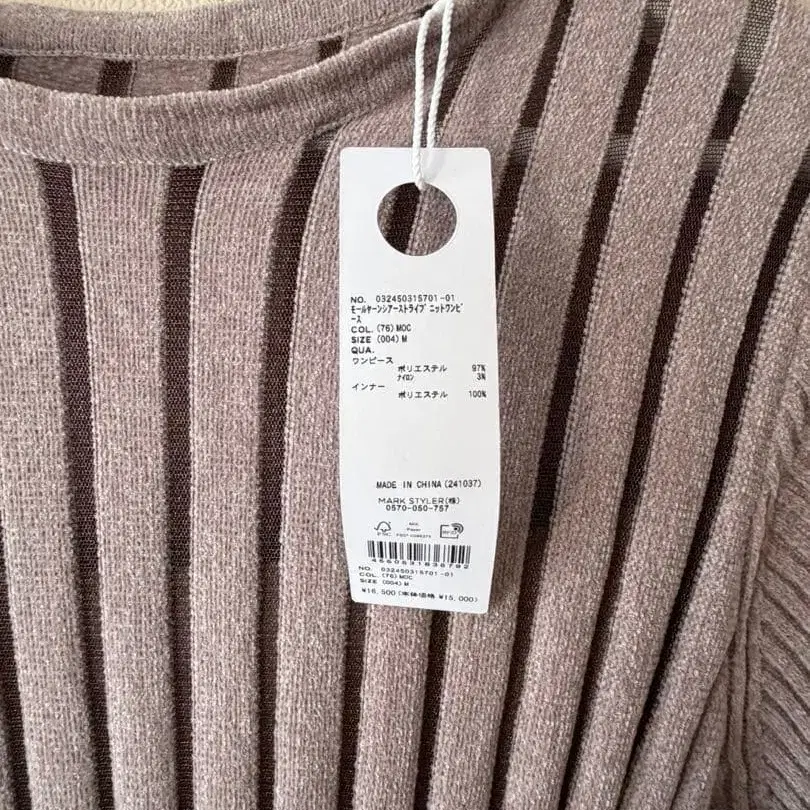 NO. 032450315701-01
モールヤーンシアーストライプニットワンピ
ース
COL. (76) MOC
SIZE (004) M
QUA.
ワンピース
ポリエステル 97%
ナイロン 3%
インナー
ポリエステル 100%
MADE IN CHINA (241037)
MARK STYLER(株)
0570-050-757
MIX
Paper
FSC
RFID
NO. 032450315701-01
COL. (76) MOC
SIZE (004) M
¥16,500 (本体価格 ¥15,000)